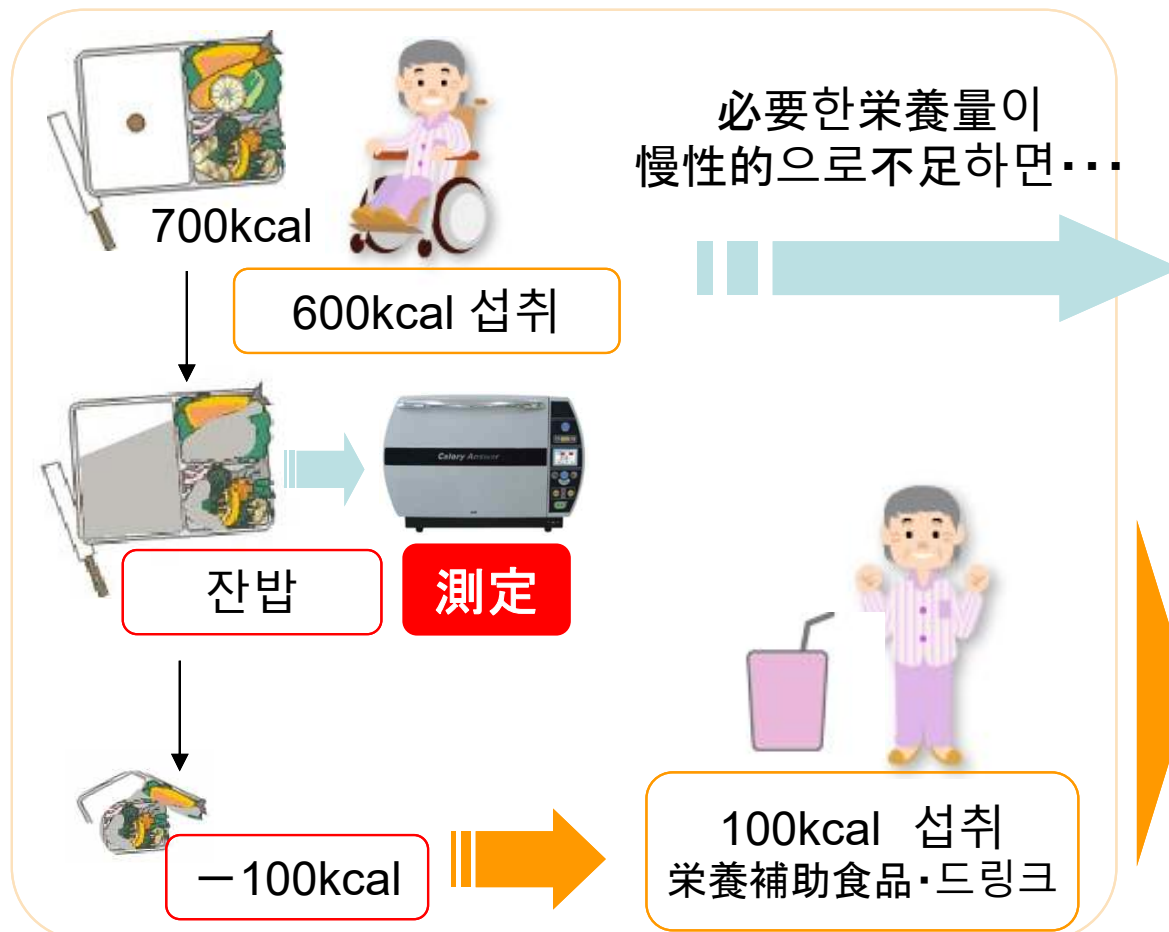 必要한栄養量이
慢性的으로不足하면･･･
700kcal
600kcal 섭취
Calory Answer
잔밥
測定
－100kcal
100kcal 섭취
栄養補助食品･드링크